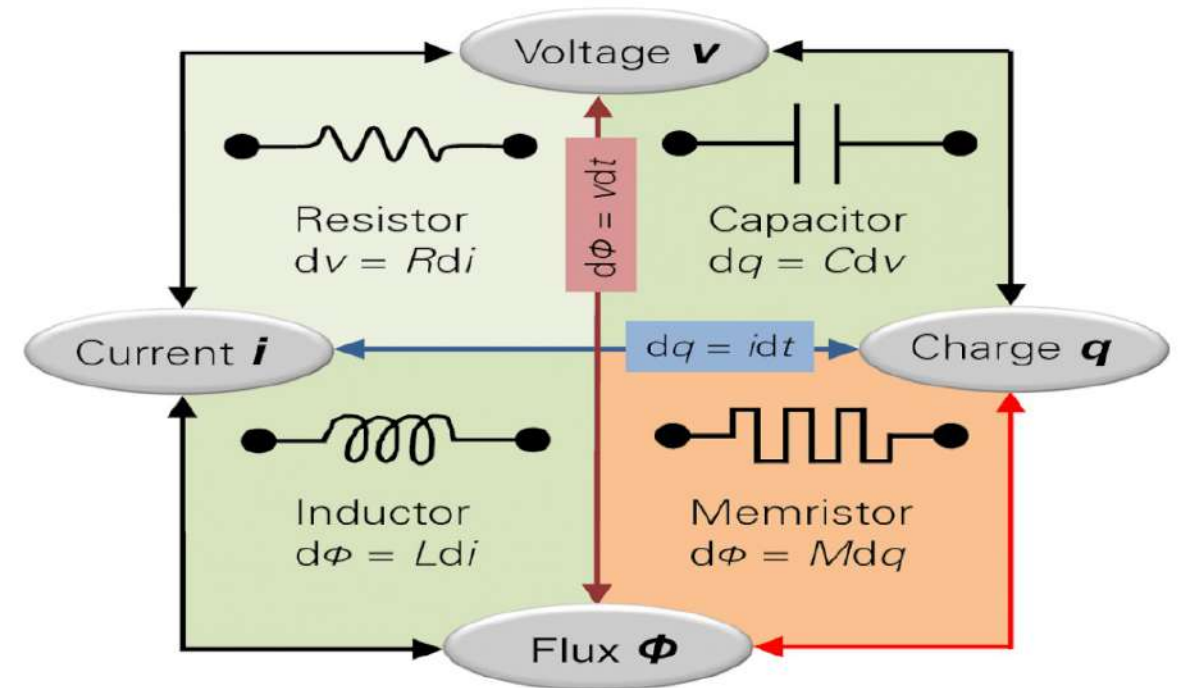 Voltage v
Resistor
dv = Rdi
dΦ = vdt
Capacitor
dq = Cdv
Current i
dq = idt
Charge q
Inductor
dΦ = Ldi
Memristor
dΦ = Mdq
Flux Φ